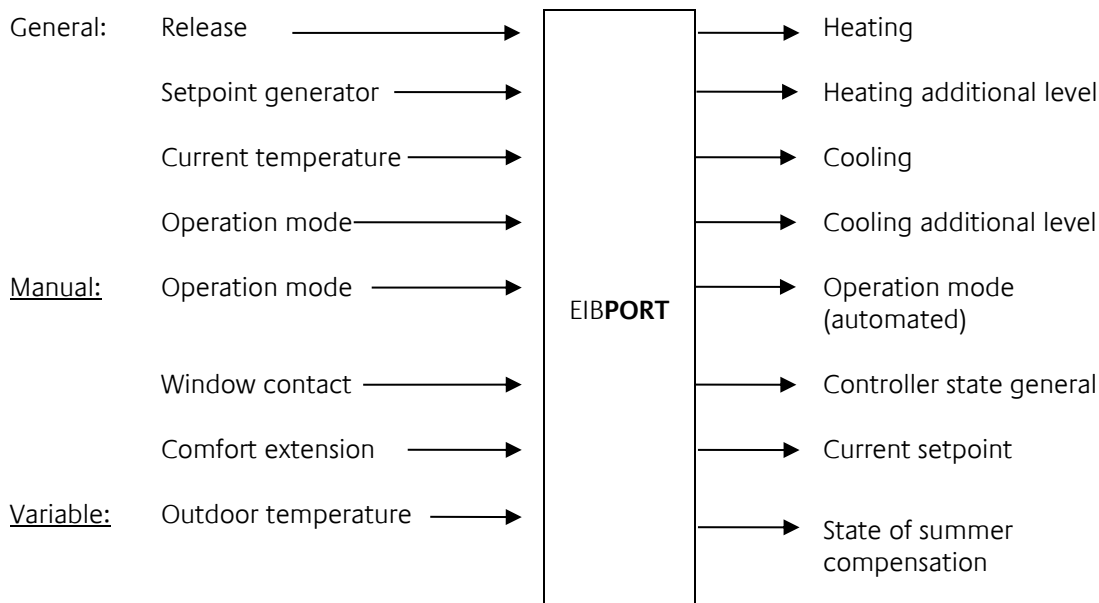 General: Release Heating
Setpoint generator Heating additional level
Current temperature Cooling
Operation mode Cooling additional level
Manual: Operation mode EIBPORT Operation mode
(automated)
Window contact Controller state general
Comfort extension Current setpoint
Variable: Outdoor temperature State of summer
compensation